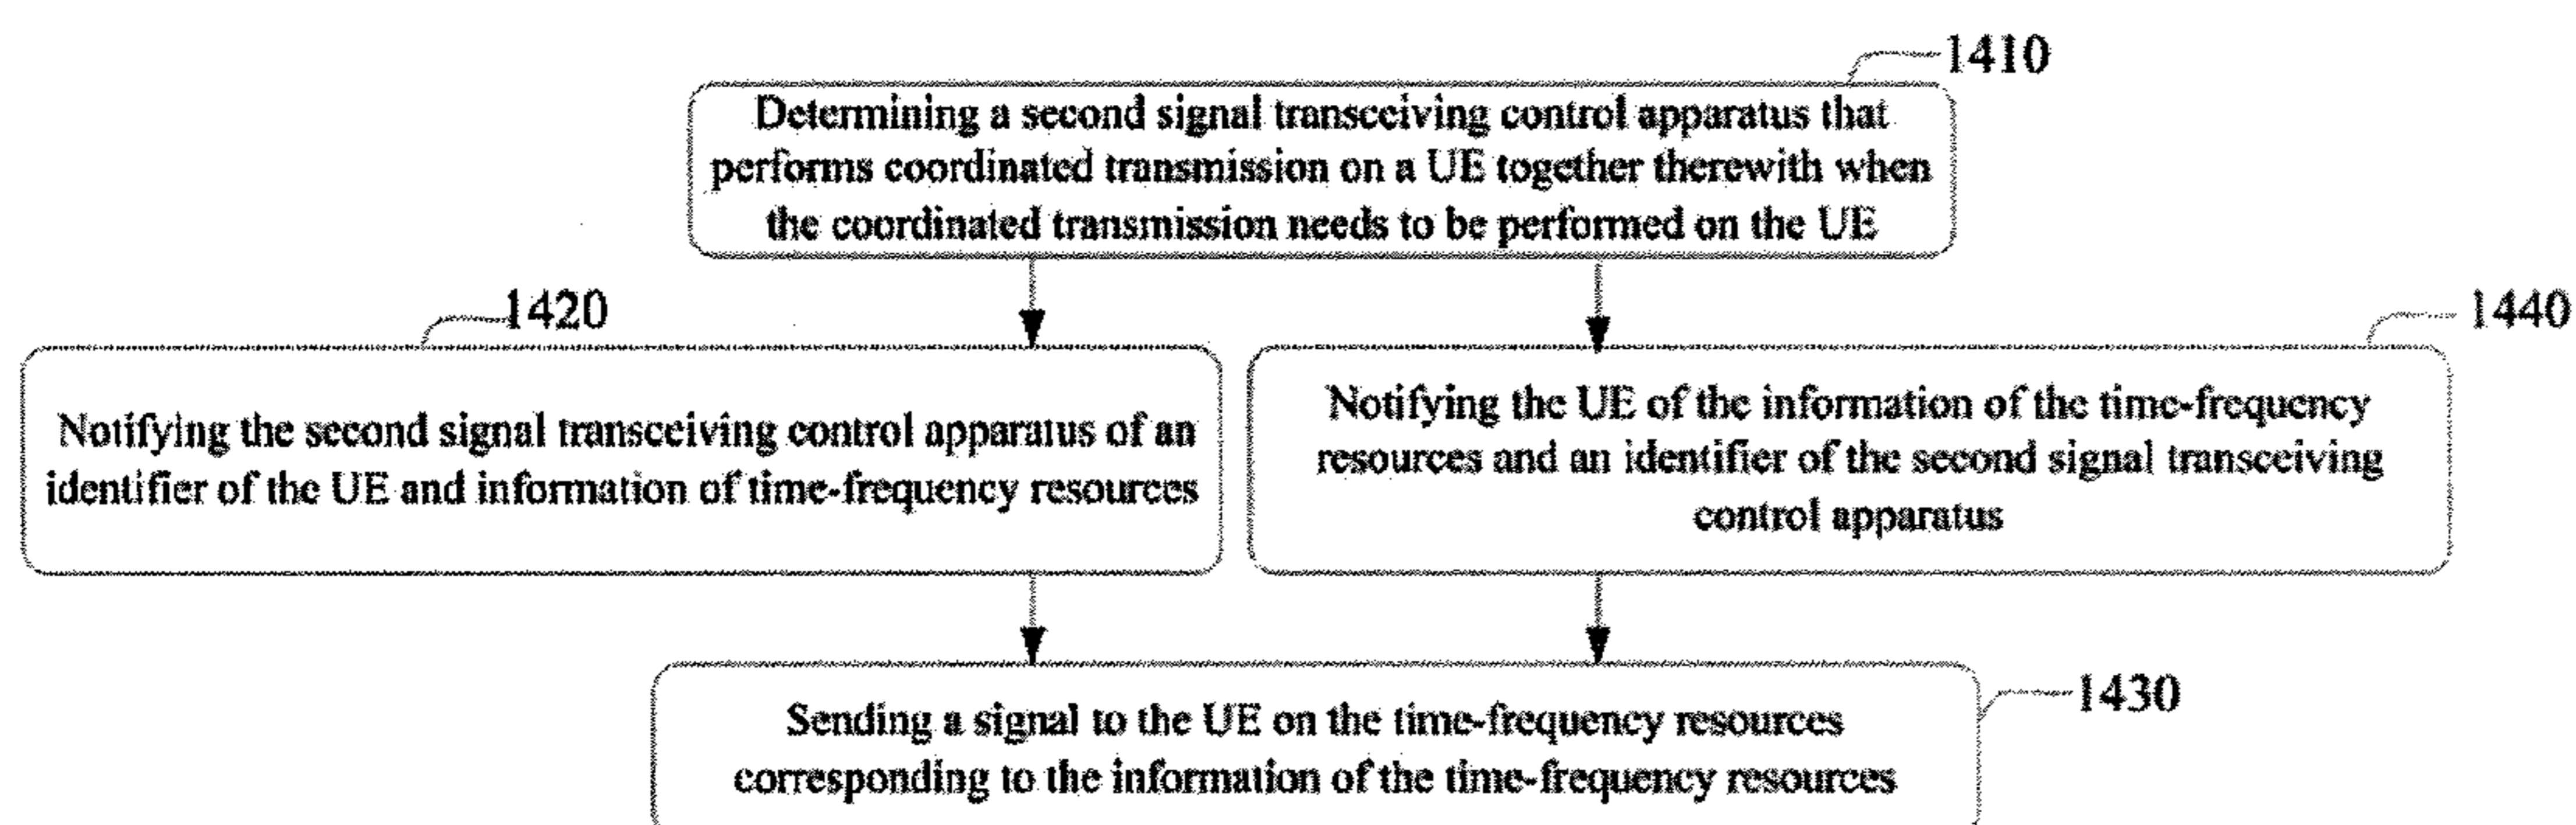 1410
Determining a second signal transceiving control apparatus that
performs coordinated transmission on a UE together therewith when
the coordinated transmission needs to be performed on the UE
1420
1440
Notifying the second signal transceiving control apparatus of an
identifier of the UE and information of time-frequency resources
Notifying the UE of the information of the time-frequency
resources and an identifier of the second signal transceiving
control apparatus
1430
Sending a signal to the UE on the time-frequency resources
corresponding to the information of the time-frequency resources